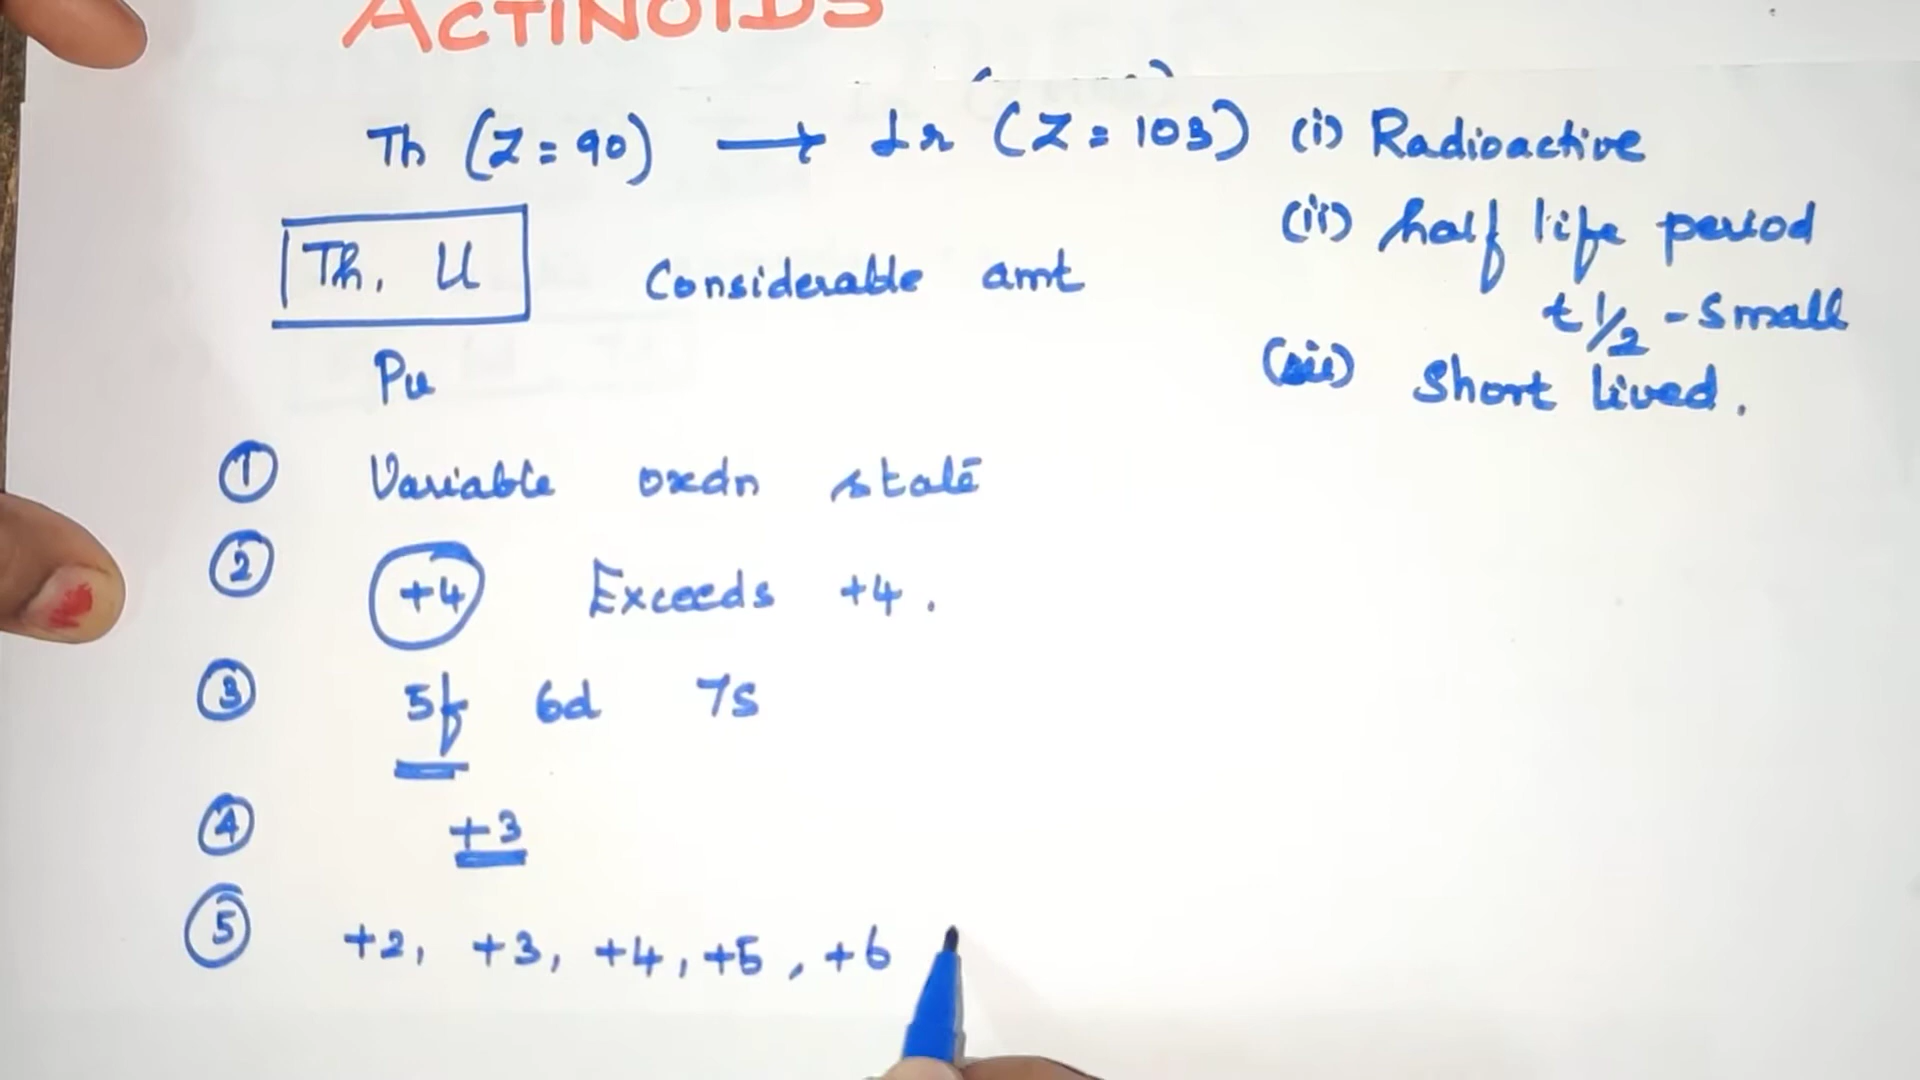 ACTINOIDS
Th (Z=90) → Lr (Z=103) (i) Radioactive
(ii) half life period
t 1/2 - small
Th, U Considerable amt
(iii) Short lived.
Pu
① Variable oxdn state
② +4 Exceeds +4.
③ 5f 6d 7s
④ +3
⑤ +2, +3, +4, +5, +6